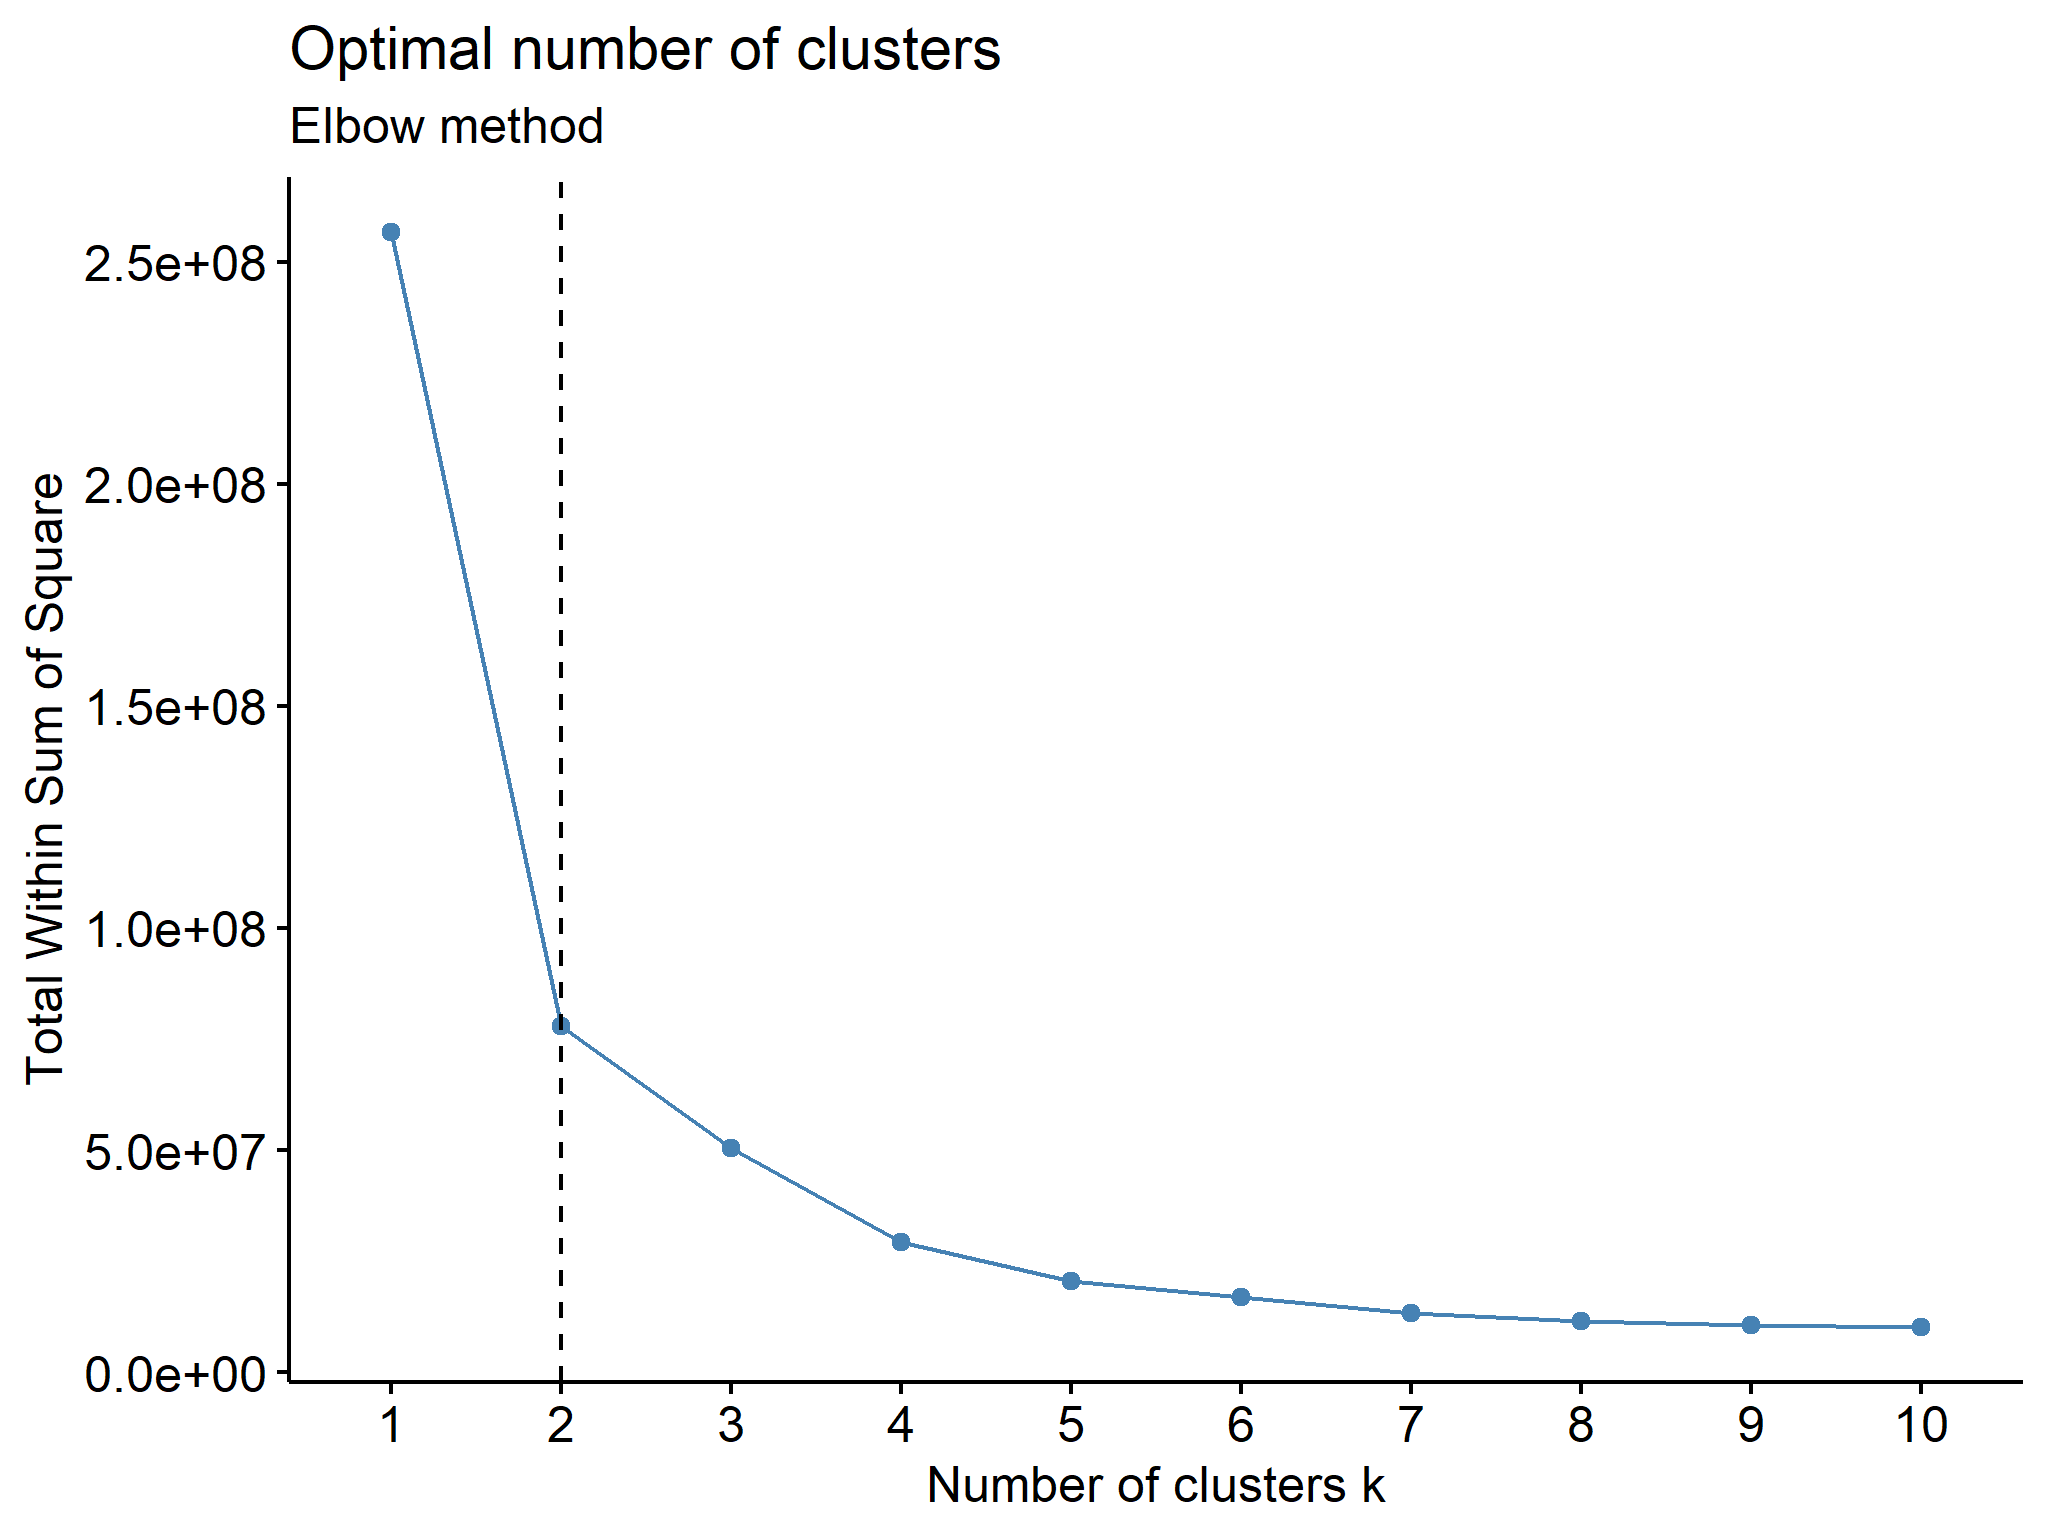 Optimal number of clusters
Elbow method
Total Within Sum of Square
2.5e+08
2.0e+08
1.5e+08
1.0e+08
5.0e+07
0.0e+00
1 2 3 4 5 6 7 8 9 10
Number of clusters k